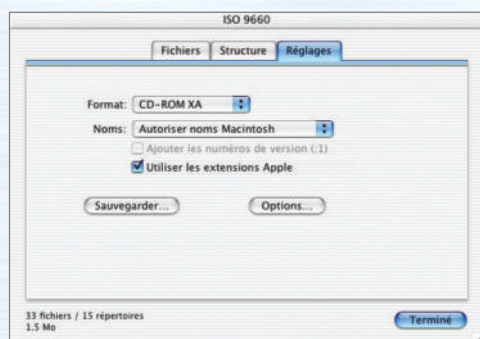 ISO 9660
Fichiers Structure Réglages
Format: CD-ROM XA
Noms: Autoriser noms Macintosh
Ajouter les numéros de version (;1)
Utiliser les extensions Apple
Sauvegarder... Options...
33 fichiers / 15 répertoires
1.5 Mo
Terminé